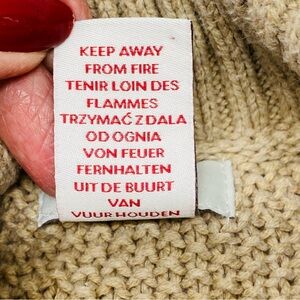 KEEP AWAY
FROM FIRE
TENIR LOIN DES
FLAMMES
TRZYMAĆ ZDALA
OD OGNIA
VON FEUER
FERNHALTEN
UIT DE BUURT
VAN
VUUR HOUDEN